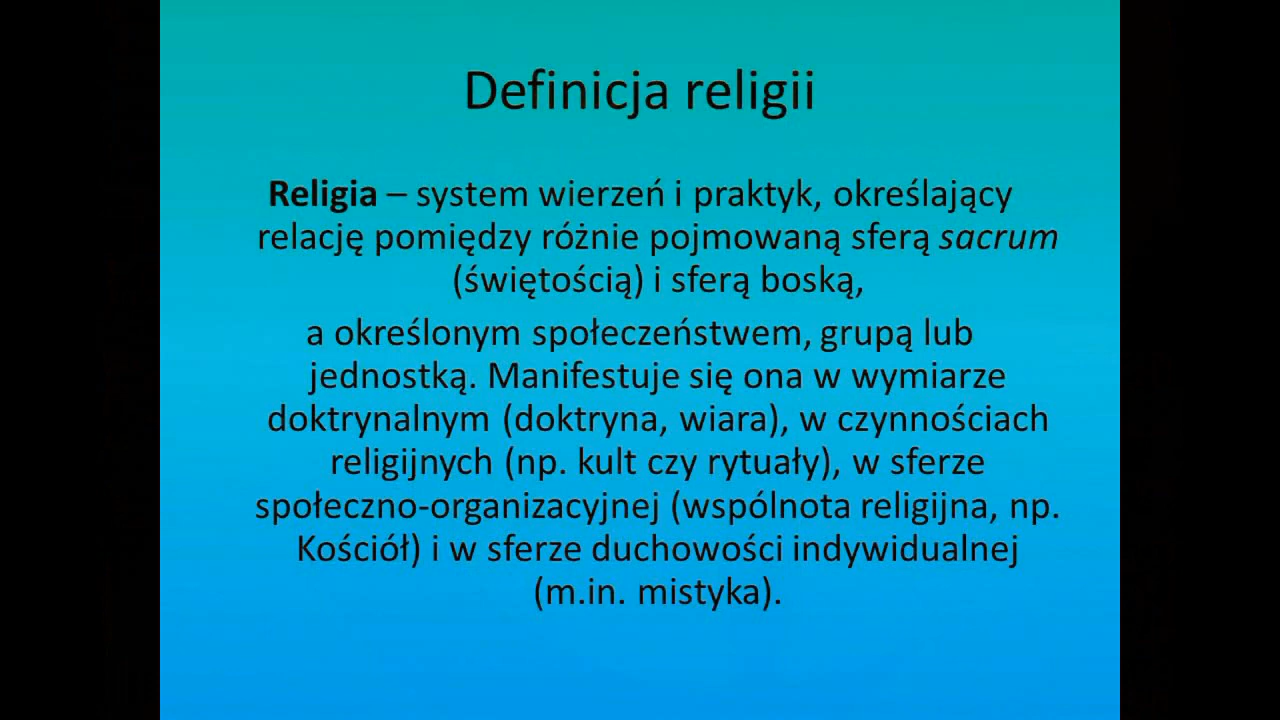 Definicja religii
Religia – system wierzeń i praktyk, określający
relację pomiędzy różnie pojmowaną sferą sacrum
(świętością) i sferą boską,
a określonym społeczeństwem, grupą lub
jednostką. Manifestuje się ona w wymiarze
doktrynalnym (doktryna, wiara), w czynnościach
religijnych (np. kult czy rytuały), w sferze
społeczno-organizacyjnej (wspólnota religijna, np.
Kościół) i w sferze duchowości indywidualnej
(m.in. mistyka).